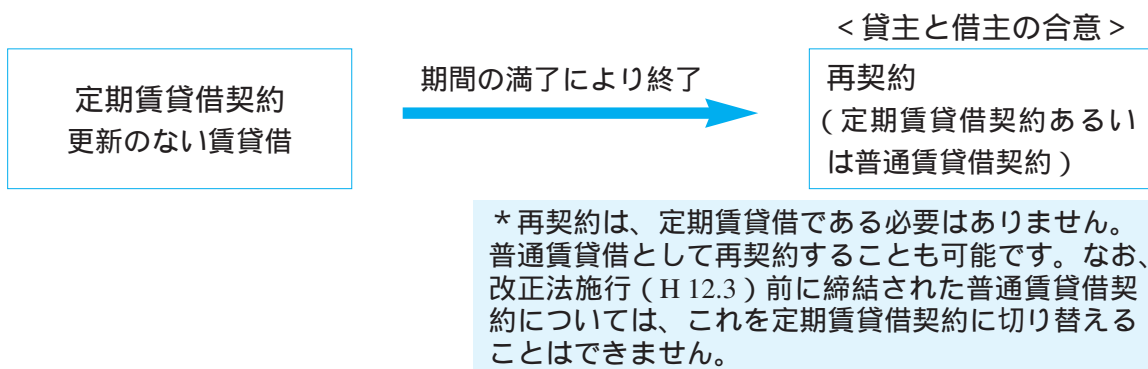 定期賃貸借契約
更新のない賃貸借
期間の満了により終了
<貸主と借主の合意>
再契約
(定期賃貸借契約あるい
は普通賃貸借契約)
*再契約は、定期賃貸借である必要はありません。
普通賃貸借として再契約することも可能です。なお、
改正法施行(H 12.3)前に締結された普通賃貸借契
約については、これを定期賃貸借契約に切り替える
ことはできません。